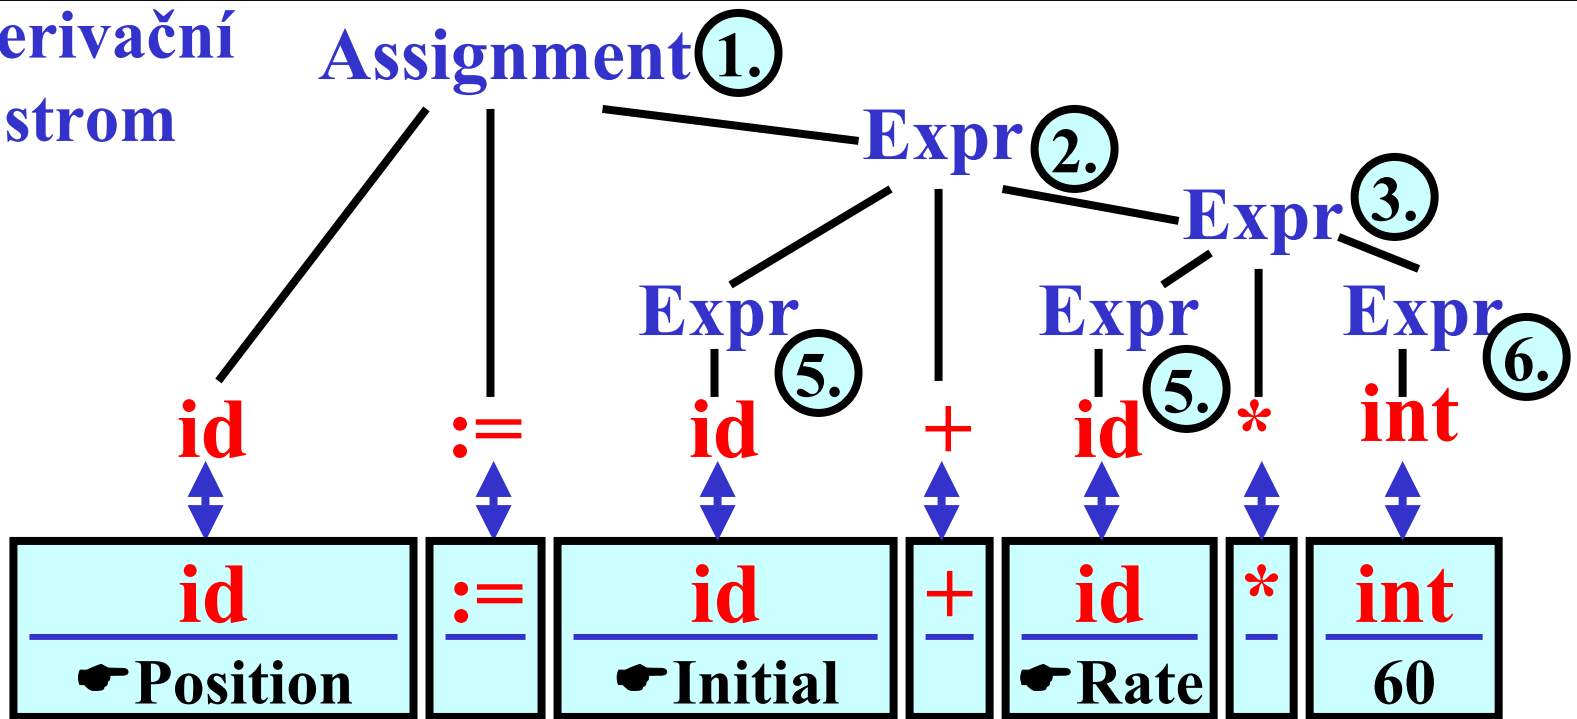 erivační
strom
Assignment 1.
Expr 2.
Expr 3.
Expr 5.
Expr 5.
Expr 6.
id := id + id * int
id := id + id * int
☛Position ☛Initial ☛Rate 60